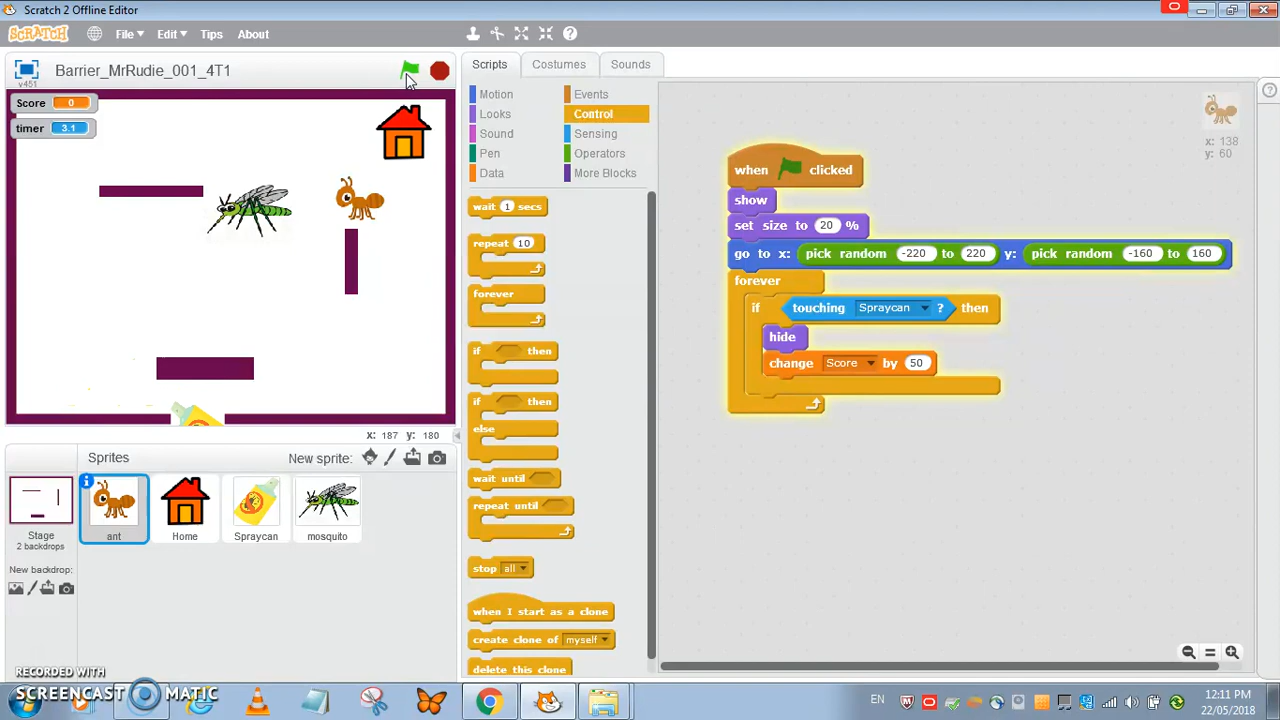 Scratch 2 Offline Editor
SCRATCH File Edit Tips About
Barrier_MrRudie_001_4T1
v451
Score 0
timer 3.1
x: 187 y: 180
Sprites New sprite:
Stage
2 backdrops
New backdrop:
ant
Home
Spraycan
mosquito
Scripts Costumes Sounds
Motion Events
Looks Control
Sound Sensing
Pen Operators
Data More Blocks
wait 1 secs
repeat 10
forever
if then
if then
else
wait until
repeat until
stop all
when I start as a clone
create clone of myself
delete this clone
when clicked
show
set size to 20 %
go to x: pick random -220 to 220 y: pick random -160 to 160
forever
if touching Spraycan ? then
hide
change Score by 50
x: 138
y: 60
RECORDED WITH
SCREENCAST MATIC
EN
12:11 PM
22/05/2018